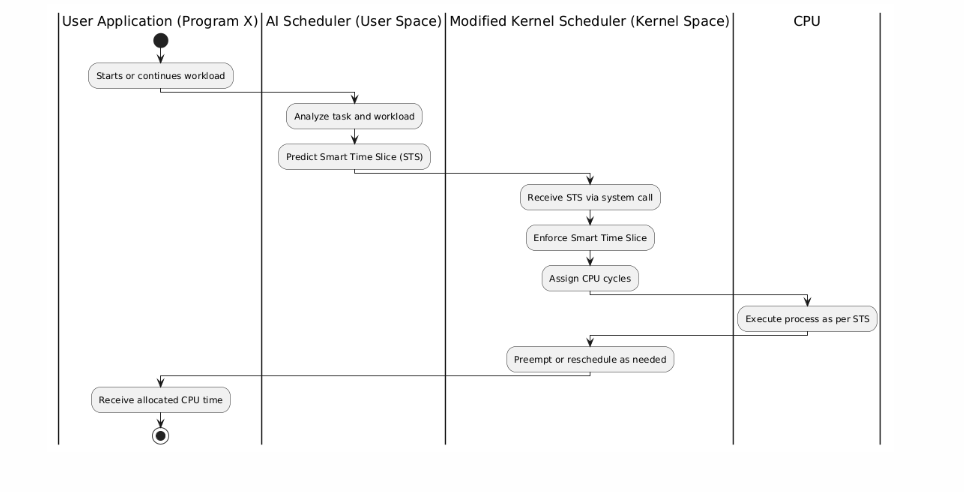 User Application (Program X) AI Scheduler (User Space) Modified Kernel Scheduler (Kernel Space) CPU
Starts or continues workload
Analyze task and workload
Predict Smart Time Slice (STS)
Receive STS via system call
Enforce Smart Time Slice
Assign CPU cycles
Execute process as per STS
Preempt or reschedule as needed
Receive allocated CPU time